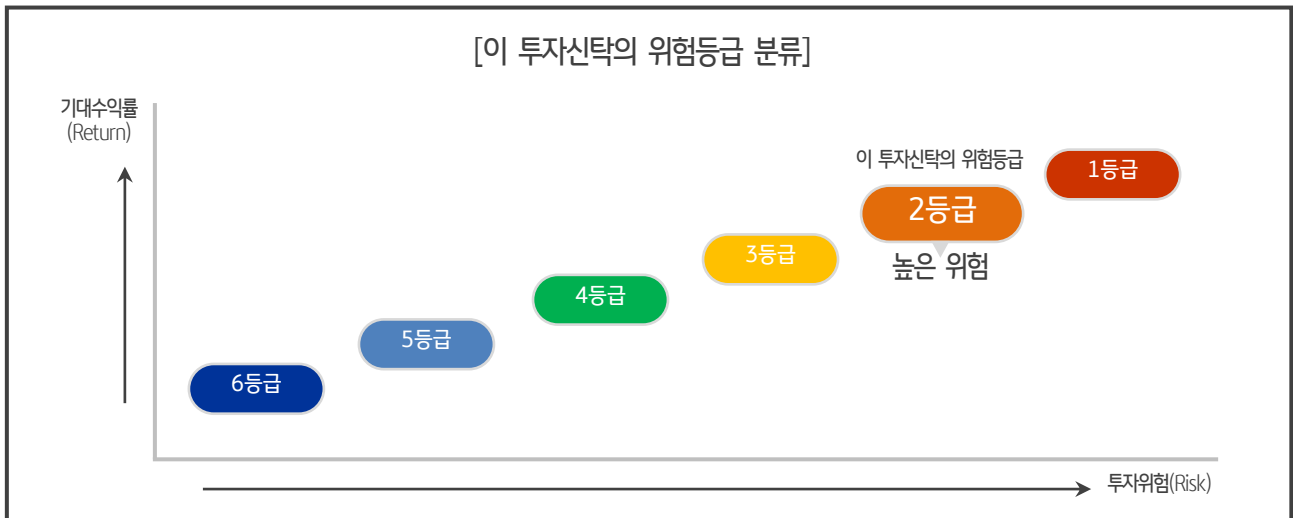 [이 투자신탁의 위험등급 분류]
기대수익률
(Return)
이 투자신탁의 위험등급
1등급
2등급
높은 위험
3등급
4등급
5등급
6등급
투자위험(Risk)